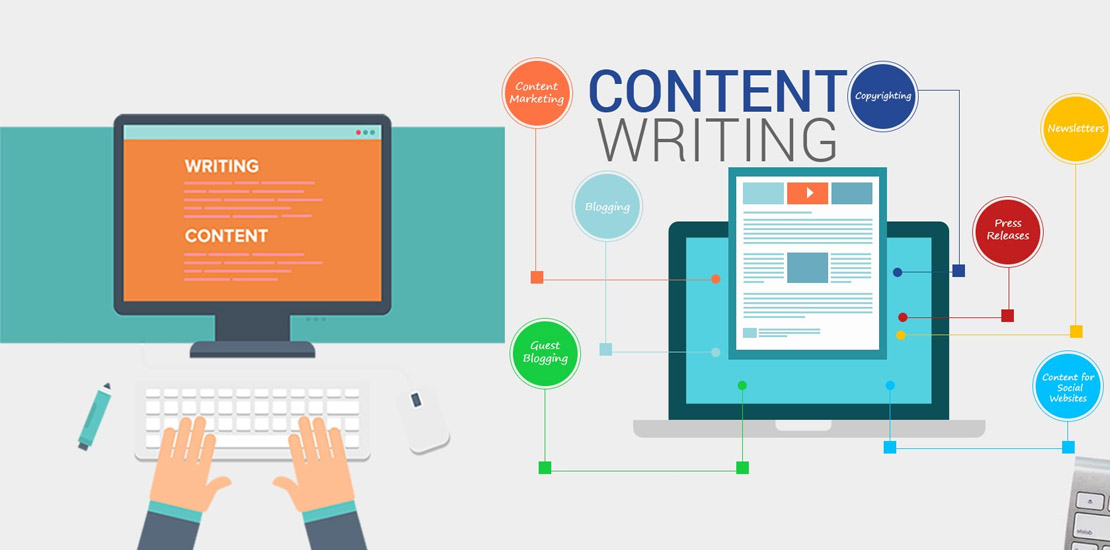 WRITING
CONTENT
CONTENT
WRITING
Content
Marketing
Copyrighting
Newsletters
Blogging
Press
Releases
Guest
Blogging
Content for
Social
Websites